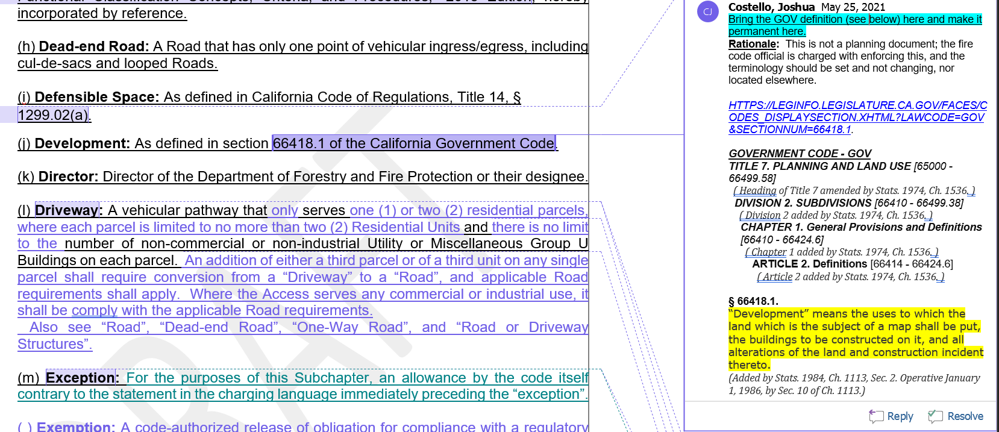 Functional Classification Concepts, Criteria, and Procedures, 2013 Edition, hereby
incorporated by reference.
(h) Dead-end Road: A Road that has only one point of vehicular ingress/egress, including
cul-de-sacs and looped Roads.
(i) Defensible Space: As defined in California Code of Regulations, Title 14, §
1299.02(a).
(j) Development: As defined in section 66418.1 of the California Government Code.
(k) Director: Director of the Department of Forestry and Fire Protection or their designee.
(l) Driveway: A vehicular pathway that only serves one (1) or two (2) residential parcels,
where each parcel is limited to no more than two (2) Residential Units and there is no limit
to the number of non-commercial or non-industrial Utility or Miscellaneous Group U
Buildings on each parcel.  An addition of either a third parcel or of a third unit on any single
parcel shall require conversion from a “Driveway” to a “Road”, and applicable Road
requirements shall apply.  Where the Access serves any commercial or industrial use, it
shall be comply with the applicable Road requirements.
Also see “Road”, “Dead-end Road”, “One-Way Road”, and “Road or Driveway
Structures”.
(m) Exception: For the purposes of this Subchapter, an allowance by the code itself
contrary to the statement in the charging language immediately preceding the “exception”.
( ) Exemption: A code-authorized release of obligation for compliance with a regulatory
CJ
Costello, Joshua May 25, 2021
Bring the GOV definition (see below) here and make it
permanent here.
Rationale:  This is not a planning document; the fire
code official is charged with enforcing this, and the
terminology should be set and not changing, nor
located elsewhere.
HTTPS://LEGINFO.LEGISLATURE.CA.GOV/FACES/C
ODES_DISPLAYSECTION.XHTML?LAWCODE=GOV
&SECTIONNUM=66418.1.
GOVERNMENT CODE - GOV
TITLE 7. PLANNING AND LAND USE [65000 -
66499.58]
( Heading of Title 7 amended by Stats. 1974, Ch. 1536. )
DIVISION 2. SUBDIVISIONS [66410 - 66499.38]
( Division 2 added by Stats. 1974, Ch. 1536. )
CHAPTER 1. General Provisions and Definitions
[66410 - 66424.6]
( Chapter 1 added by Stats. 1974, Ch. 1536. )
ARTICLE 2. Definitions [66414 - 66424.6]
( Article 2 added by Stats. 1974, Ch. 1536. )
§ 66418.1.
“Development” means the uses to which the
land which is the subject of a map shall be put,
the buildings to be constructed on it, and all
alterations of the land and construction incident
thereto.
(Added by Stats. 1984, Ch. 1113, Sec. 2. Operative January
1, 1986, by Sec. 10 of Ch. 1113.)
Reply Resolve
DRAFT